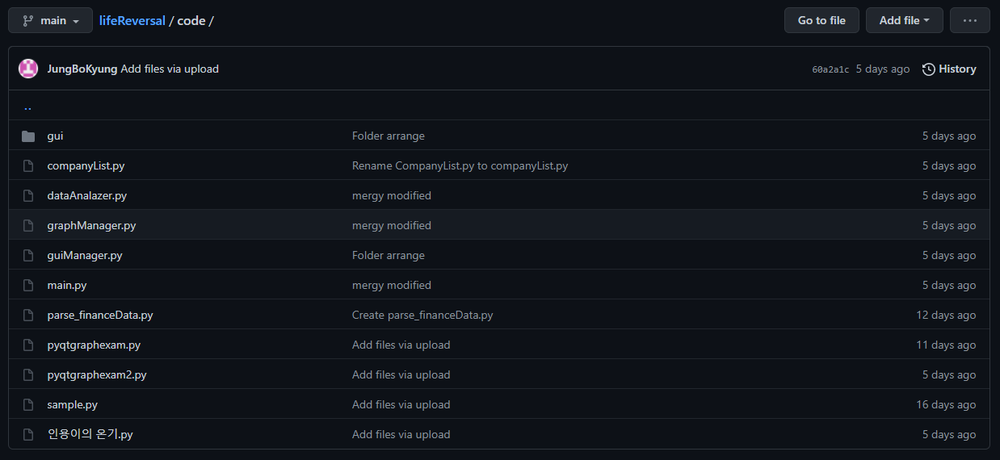 main lifeReversal / code / Go to file Add file ...
JungBoKyung Add files via upload 60a2a1c 5 days ago History
..
gui Folder arrange 5 days ago
companyList.py Rename CompanyList.py to companyList.py 5 days ago
dataAnalazer.py mergy modified 5 days ago
graphManager.py mergy modified 5 days ago
guiManager.py Folder arrange 5 days ago
main.py mergy modified 5 days ago
parse_financeData.py Create parse_financeData.py 12 days ago
pyqtgraphexam.py Add files via upload 11 days ago
pyqtgraphexam2.py Add files via upload 5 days ago
sample.py Add files via upload 16 days ago
인용이의 온기.py Add files via upload 5 days ago